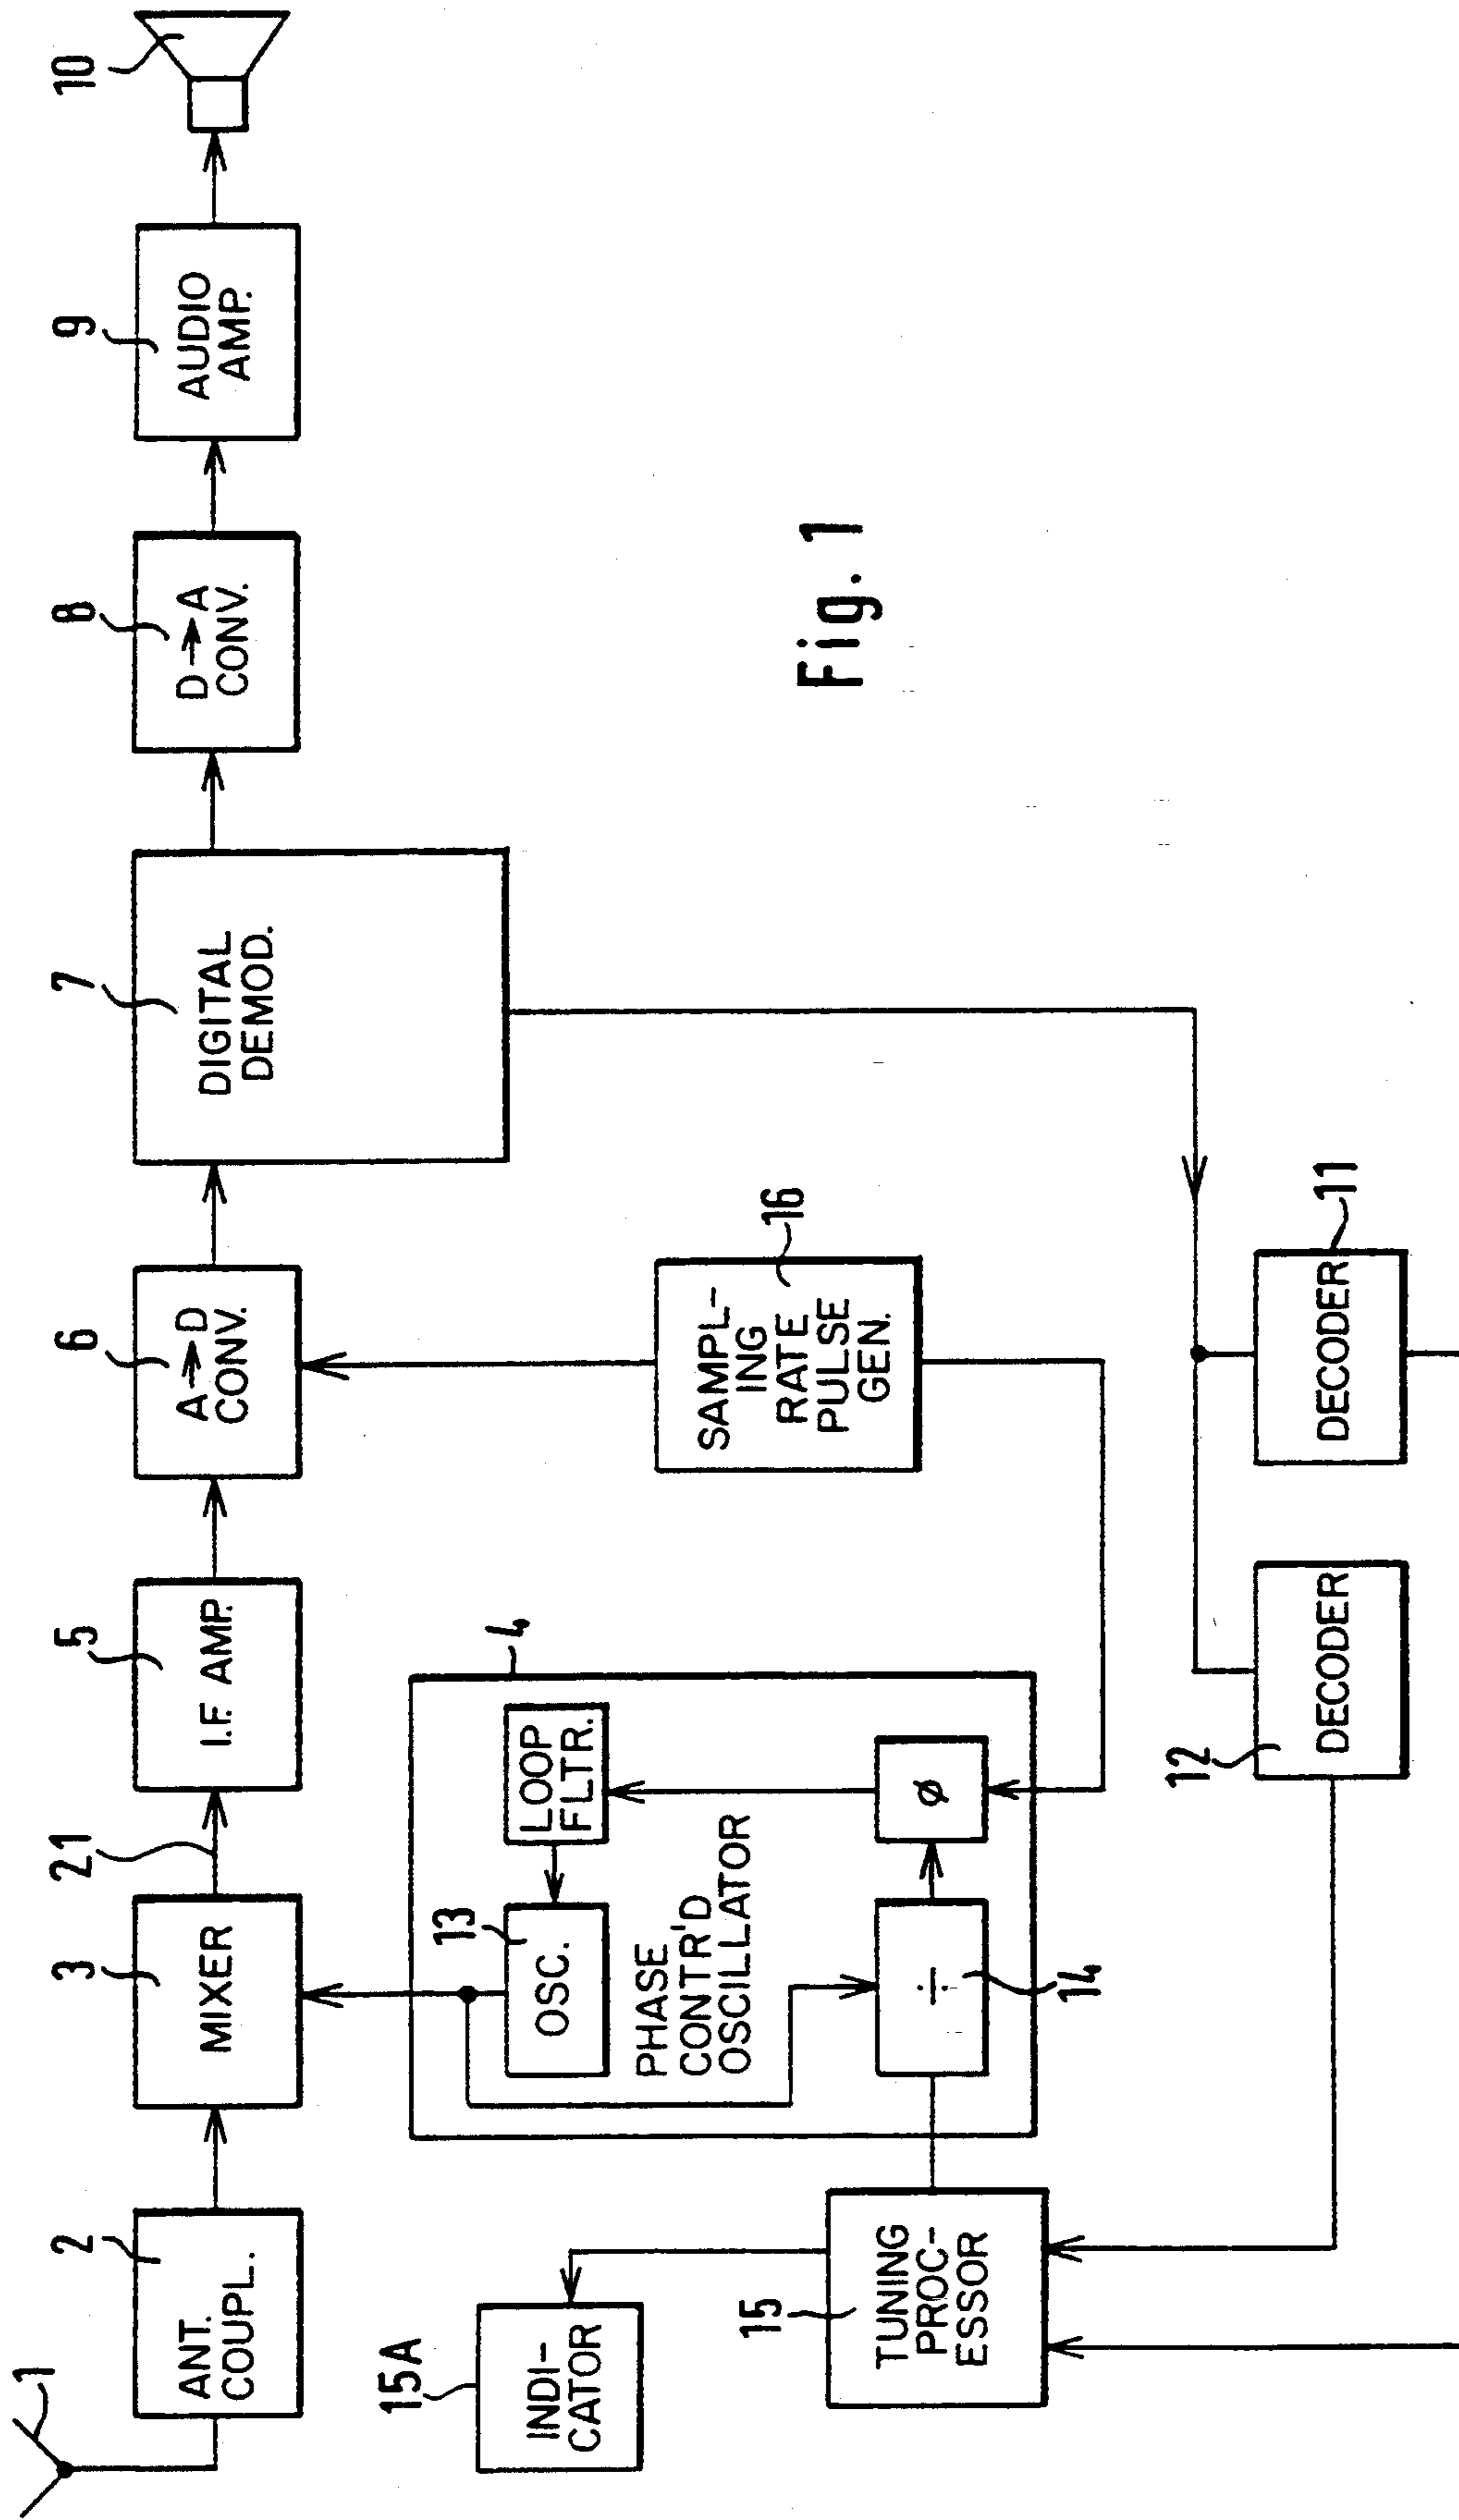 1
2
ANT.
COUPL.
3
MIXER
21
5
I.F. AMP.
6
A→D
CONV.
7
DIGITAL
DEMOD.
8
D→A
CONV.
9
AUDIO
AMP.
10
4
LOOP
FLTR.
13
OSC.
PHASE
CONTR'D
OSCILLATOR
÷
14
ø
16
SAMPL-
ING
RATE
PULSE
GEN.
15A
INDI-
CATOR
15
TUNING
PROC-
ESSOR
12
DECODER
11
DECODER
Fig. 1